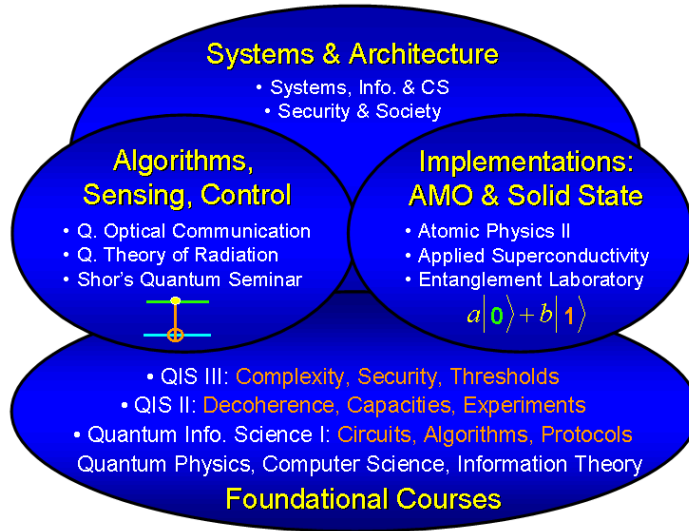 Systems & Architecture
• Systems, Info. & CS
• Security & Society
Algorithms,
Sensing, Control
• Q. Optical Communication
• Q. Theory of Radiation
• Shor's Quantum Seminar
Implementations:
AMO & Solid State
• Atomic Physics II
• Applied Superconductivity
• Entanglement Laboratory
a|0⟩+b|1⟩
• QIS III: Complexity, Security, Thresholds
• QIS II: Decoherence, Capacities, Experiments
• Quantum Info. Science I: Circuits, Algorithms, Protocols
Quantum Physics, Computer Science, Information Theory
Foundational Courses